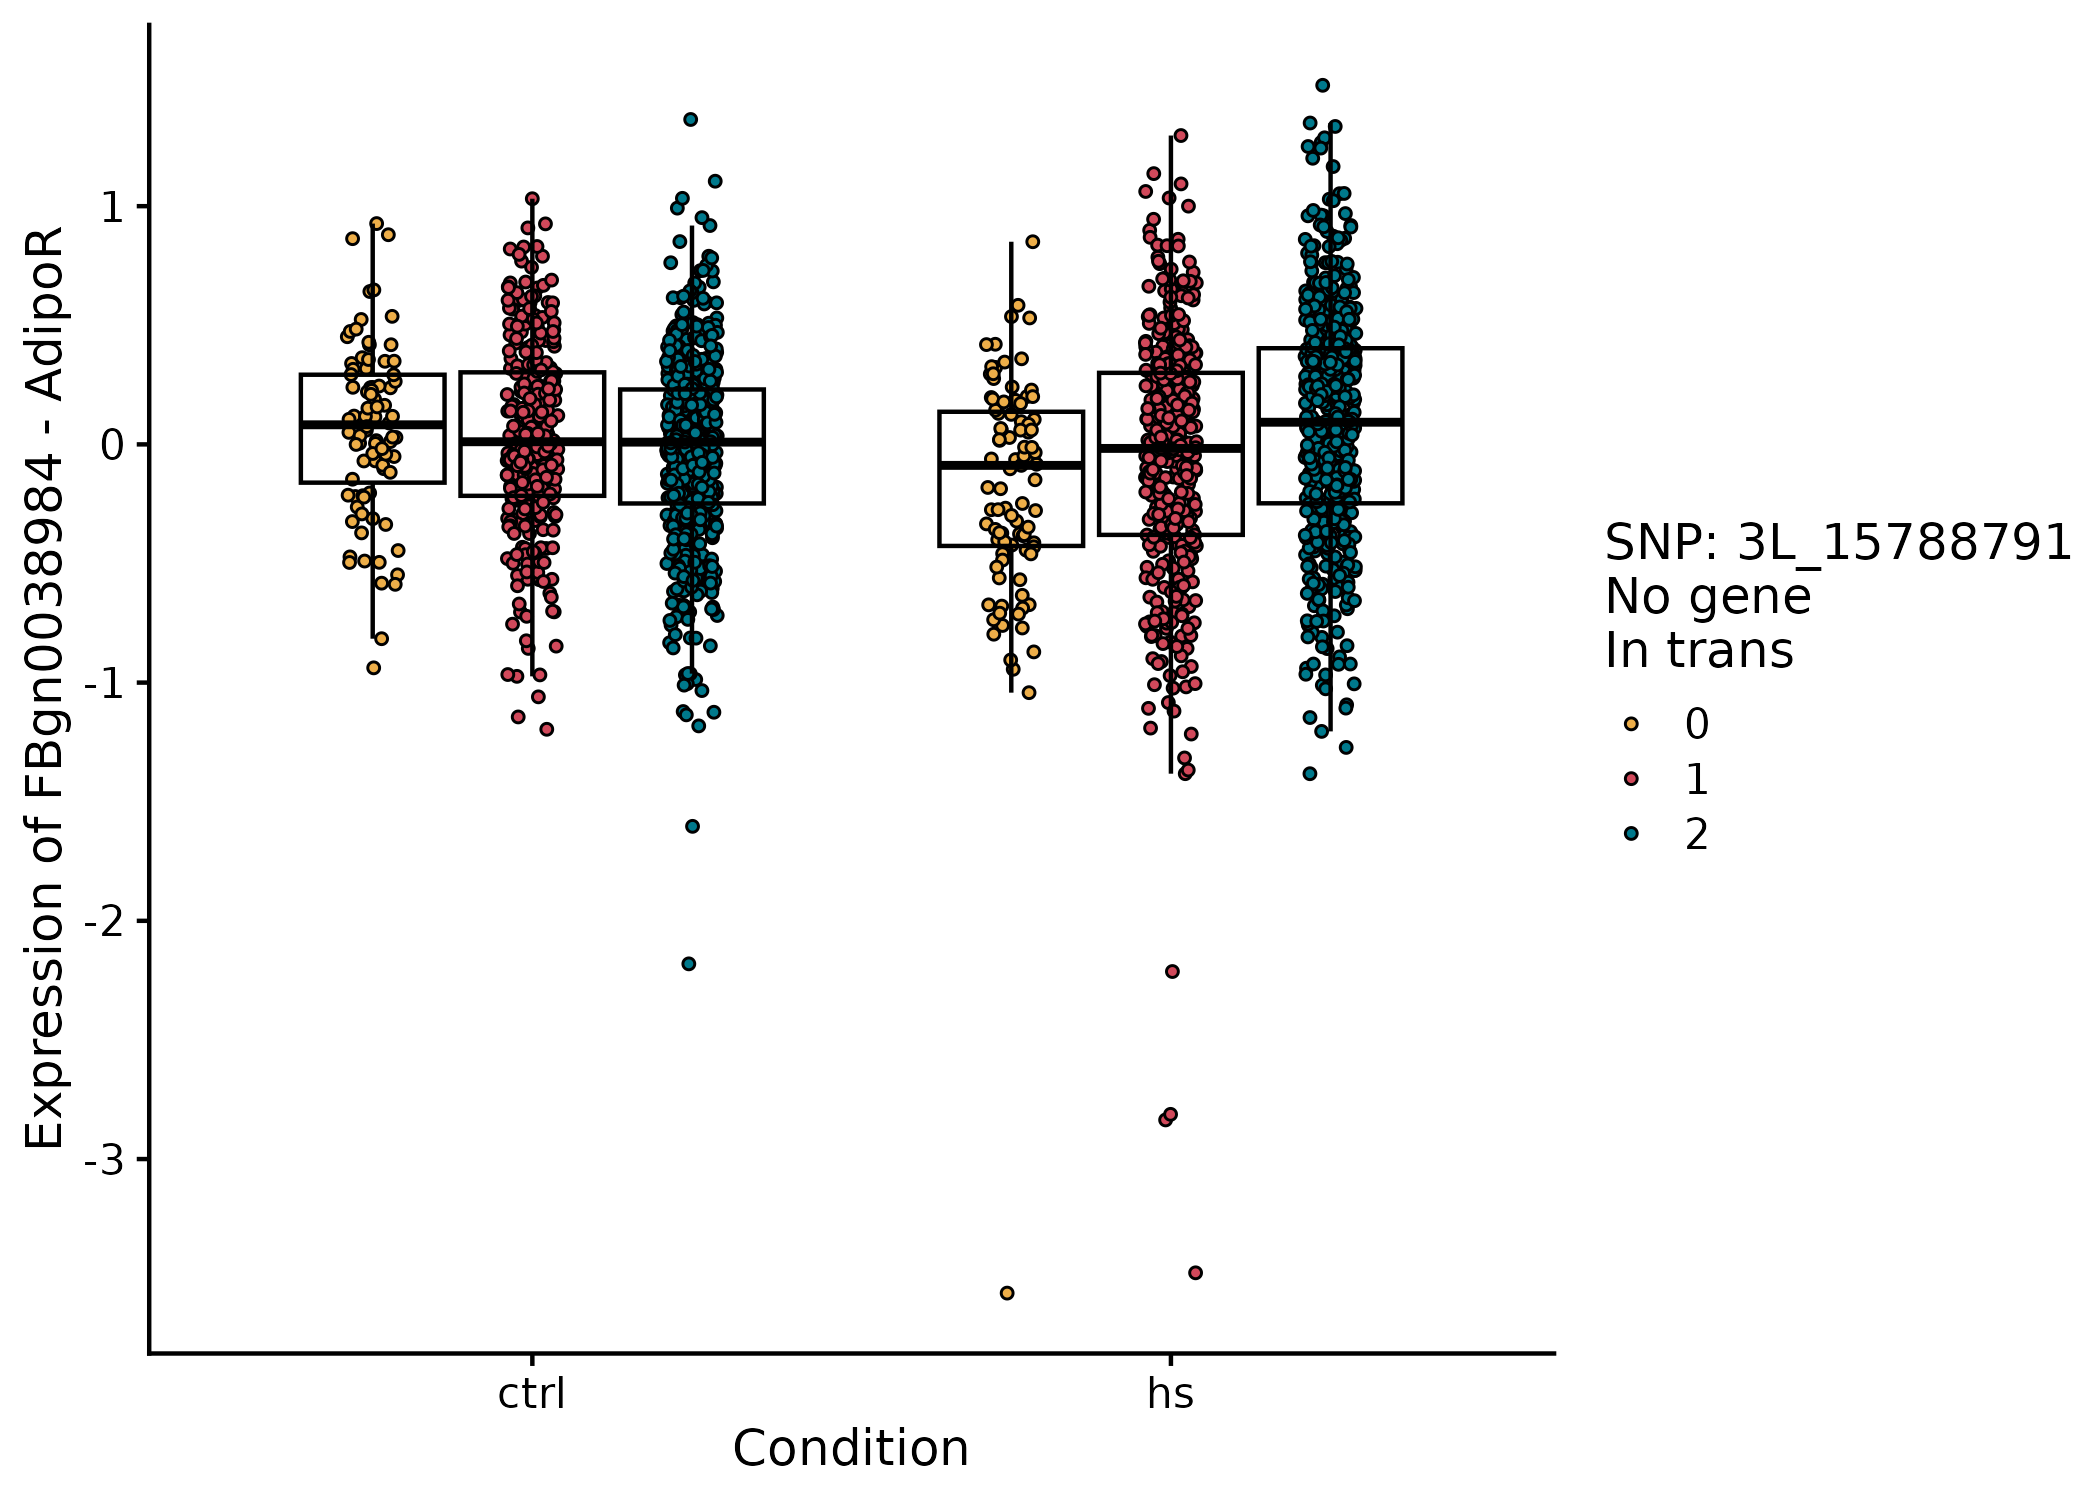 Expression of FBgn0038984 - AdipoR
1
0
-1
-2
-3
ctrl
hs
Condition
SNP: 3L_15788791
No gene
In trans
0
1
2